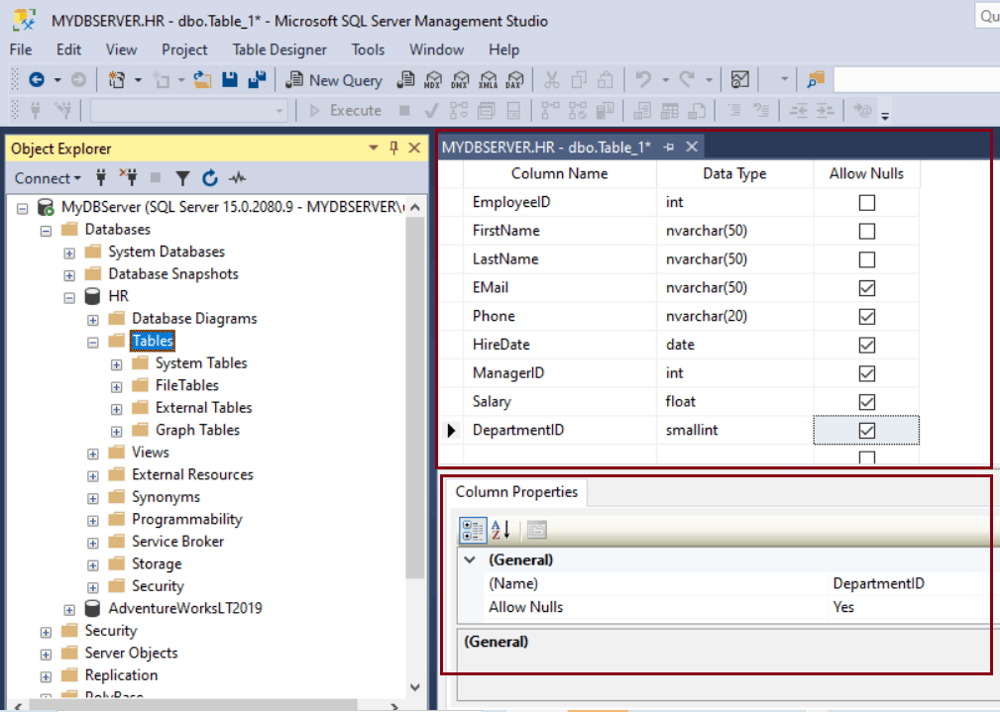 MYDBSERVER.HR - dbo.Table_1* - Microsoft SQL Server Management Studio
Qu
File Edit View Project Table Designer Tools Window Help
New Query MDX DMX XMLA DAX
Execute
Object Explorer
Connect
MyDBServer (SQL Server 15.0.2080.9 - MYDBSERVER\
Databases
System Databases
Database Snapshots
HR
Database Diagrams
Tables
System Tables
FileTables
External Tables
Graph Tables
Views
External Resources
Synonyms
Programmability
Service Broker
Storage
Security
AdventureWorksLT2019
Security
Server Objects
Replication
PolyBase
MYDBSERVER.HR - dbo.Table_1*
Column Name Data Type Allow Nulls
EmployeeID int
FirstName nvarchar(50)
LastName nvarchar(50)
EMail nvarchar(50)
Phone nvarchar(20)
HireDate date
ManagerID int
Salary float
DepartmentID smallint
Column Properties
A
Z
(General)
(Name) DepartmentID
Allow Nulls Yes
(General)